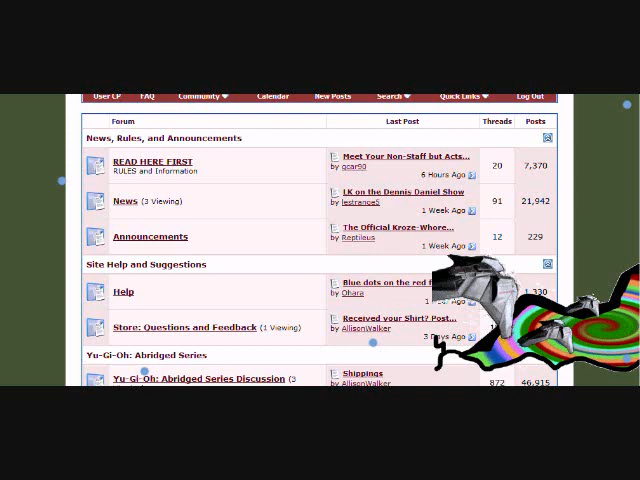 User CP FAQ Community Calendar New Posts Search Quick Links Log Out
Forum Last Post Threads Posts
News, Rules, and Announcements
READ HERE FIRST
RULES and Information
Meet Your Non-Staff but Acts...
by gcar90
6 Hours Ago
20 7,370
News (3 Viewing)
LK on the Dennis Daniel Show
by lestrange5
1 Week Ago
91 21,942
Announcements
The Official Kroze-Whore...
by Reptileus
1 Week Ago
12 229
Site Help and Suggestions
Help
Blue dots on the red f
by Ohara
1,330
Store: Questions and Feedback (1 Viewing)
Received your Shirt? Post...
by AllisonWalker
3 Days Ago
Yu-Gi-Oh: Abridged Series
Yu-Gi-Oh: Abridged Series Discussion (3
Shippings
by AllisonWalker
872 46,915